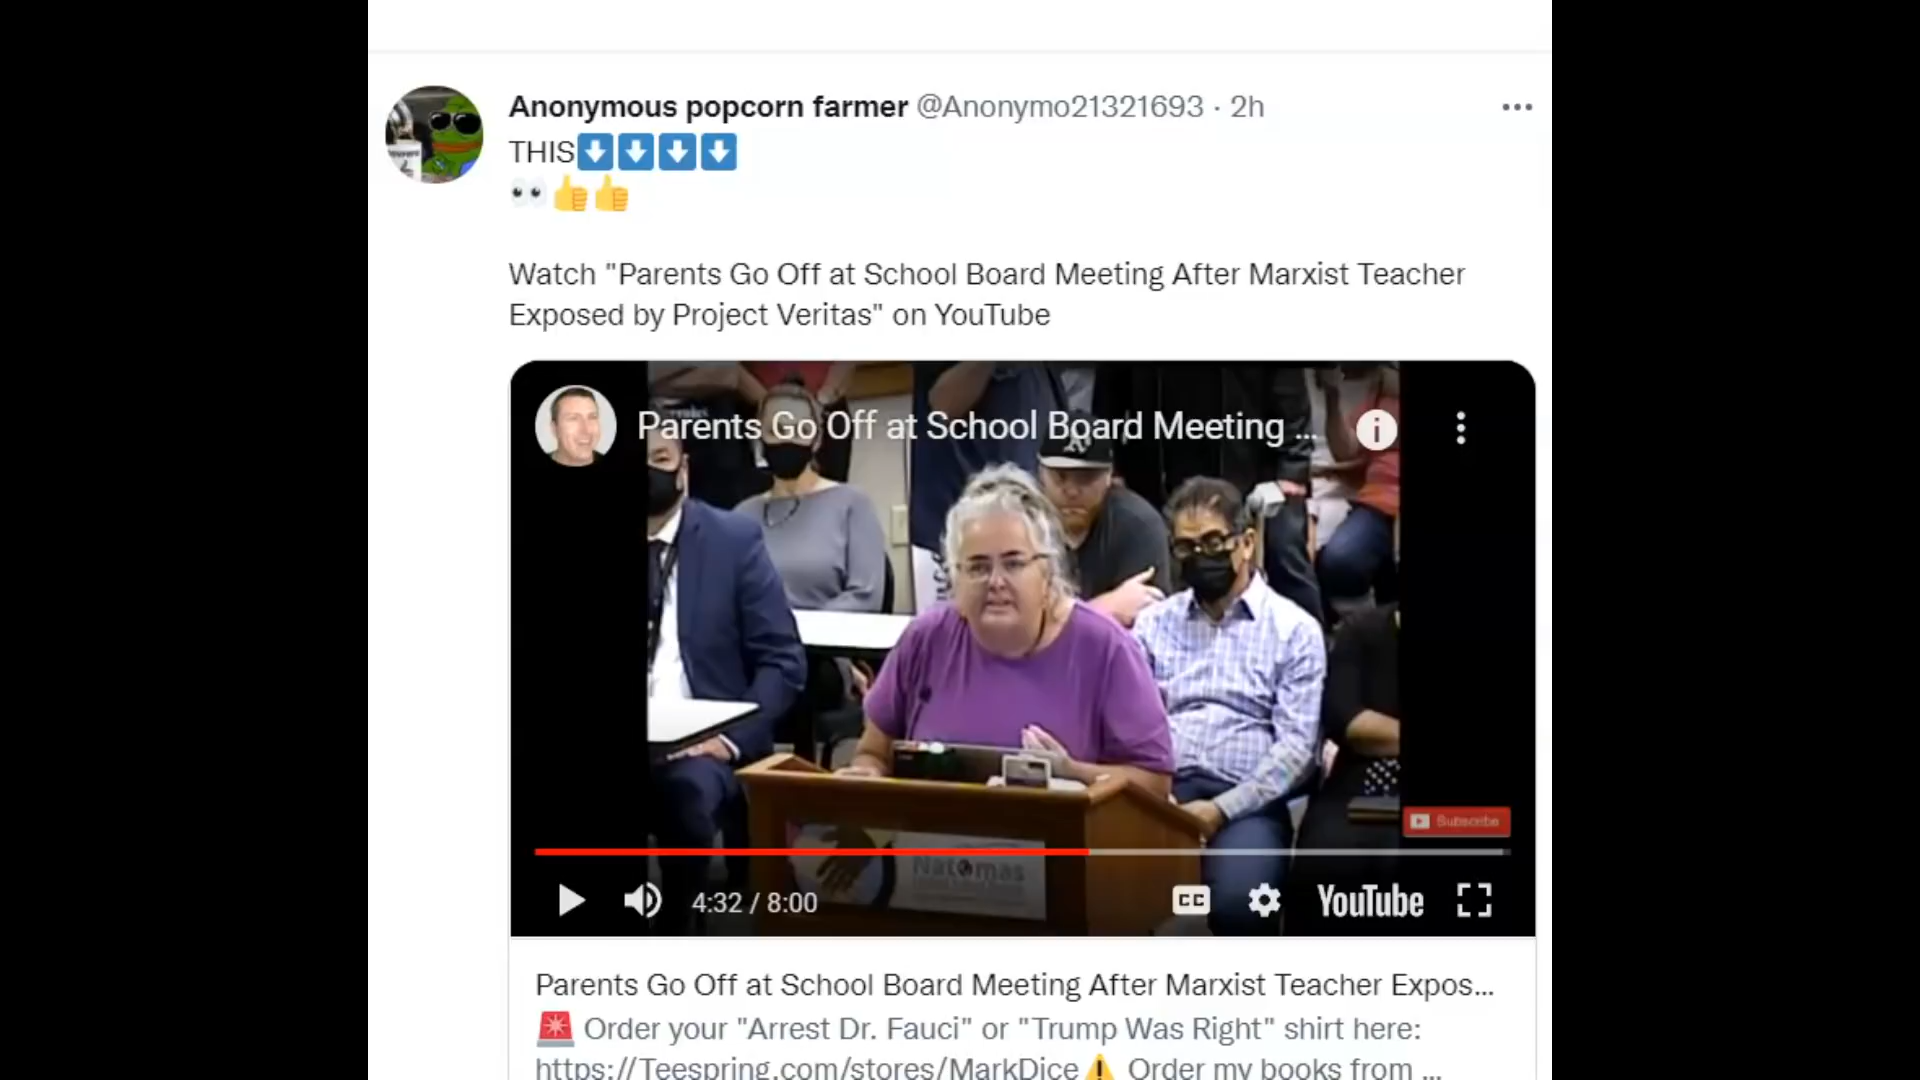 Anonymous popcorn farmer @Anonymo21321693 · 2h
THIS⬇️⬇️⬇️⬇️
👀👍👍
Watch "Parents Go Off at School Board Meeting After Marxist Teacher
Exposed by Project Veritas" on YouTube
Parents Go Off at School Board Meeting ...
Natomas
Subscribe
4:32 / 8:00
CC
YouTube
Parents Go Off at School Board Meeting After Marxist Teacher Expos...
🚨 Order your "Arrest Dr. Fauci" or "Trump Was Right" shirt here:
https://Teespring.com/stores/MarkDice⚠️ Order my books from ...